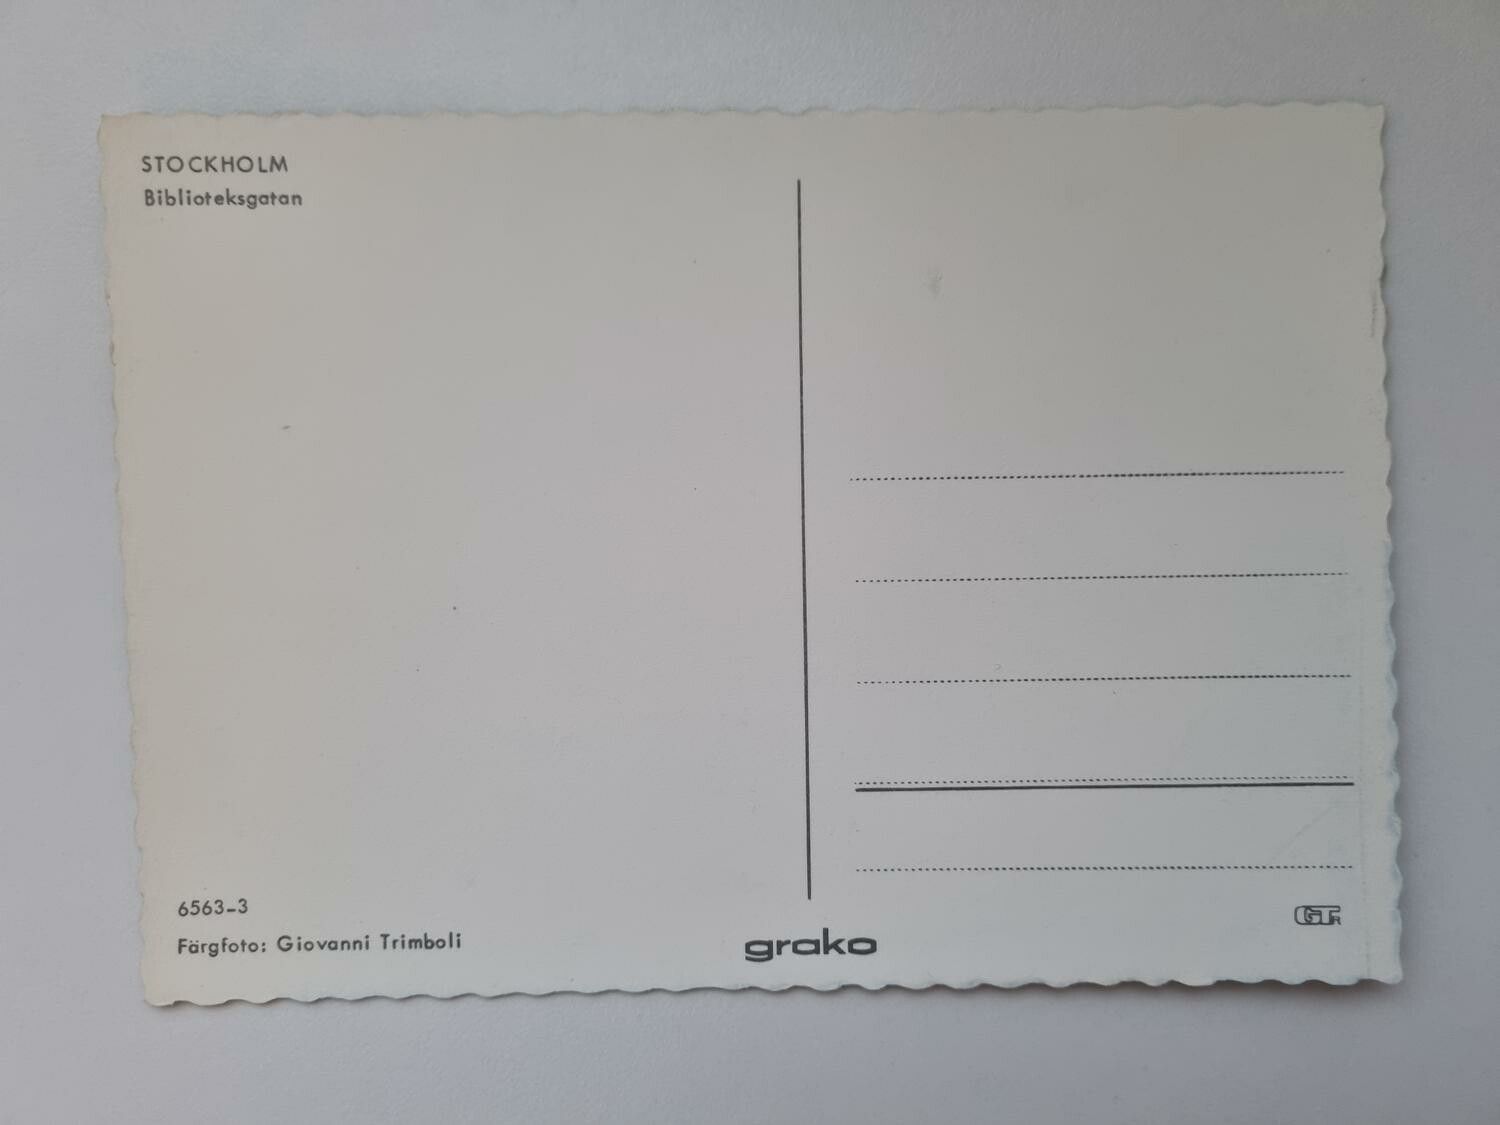 STOCKHOLM
Biblioteksgatan
6563-3
Färgfoto: Giovanni Trimboli
grako